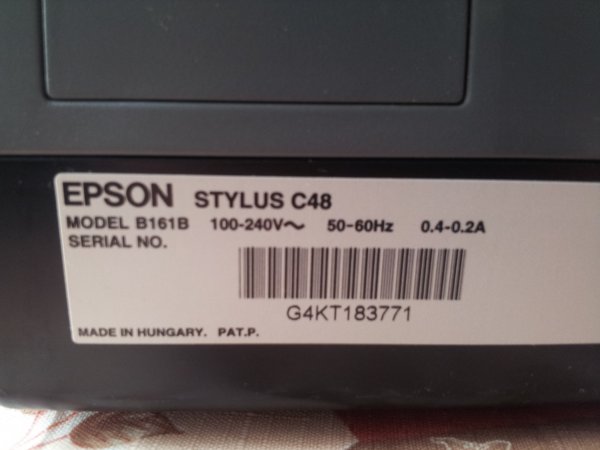 EPSON STYLUS C48
MODEL B161B 100-240V~ 50-60Hz 0.4-0.2A
SERIAL NO.
G4KT183771
MADE IN HUNGARY. PAT.P.